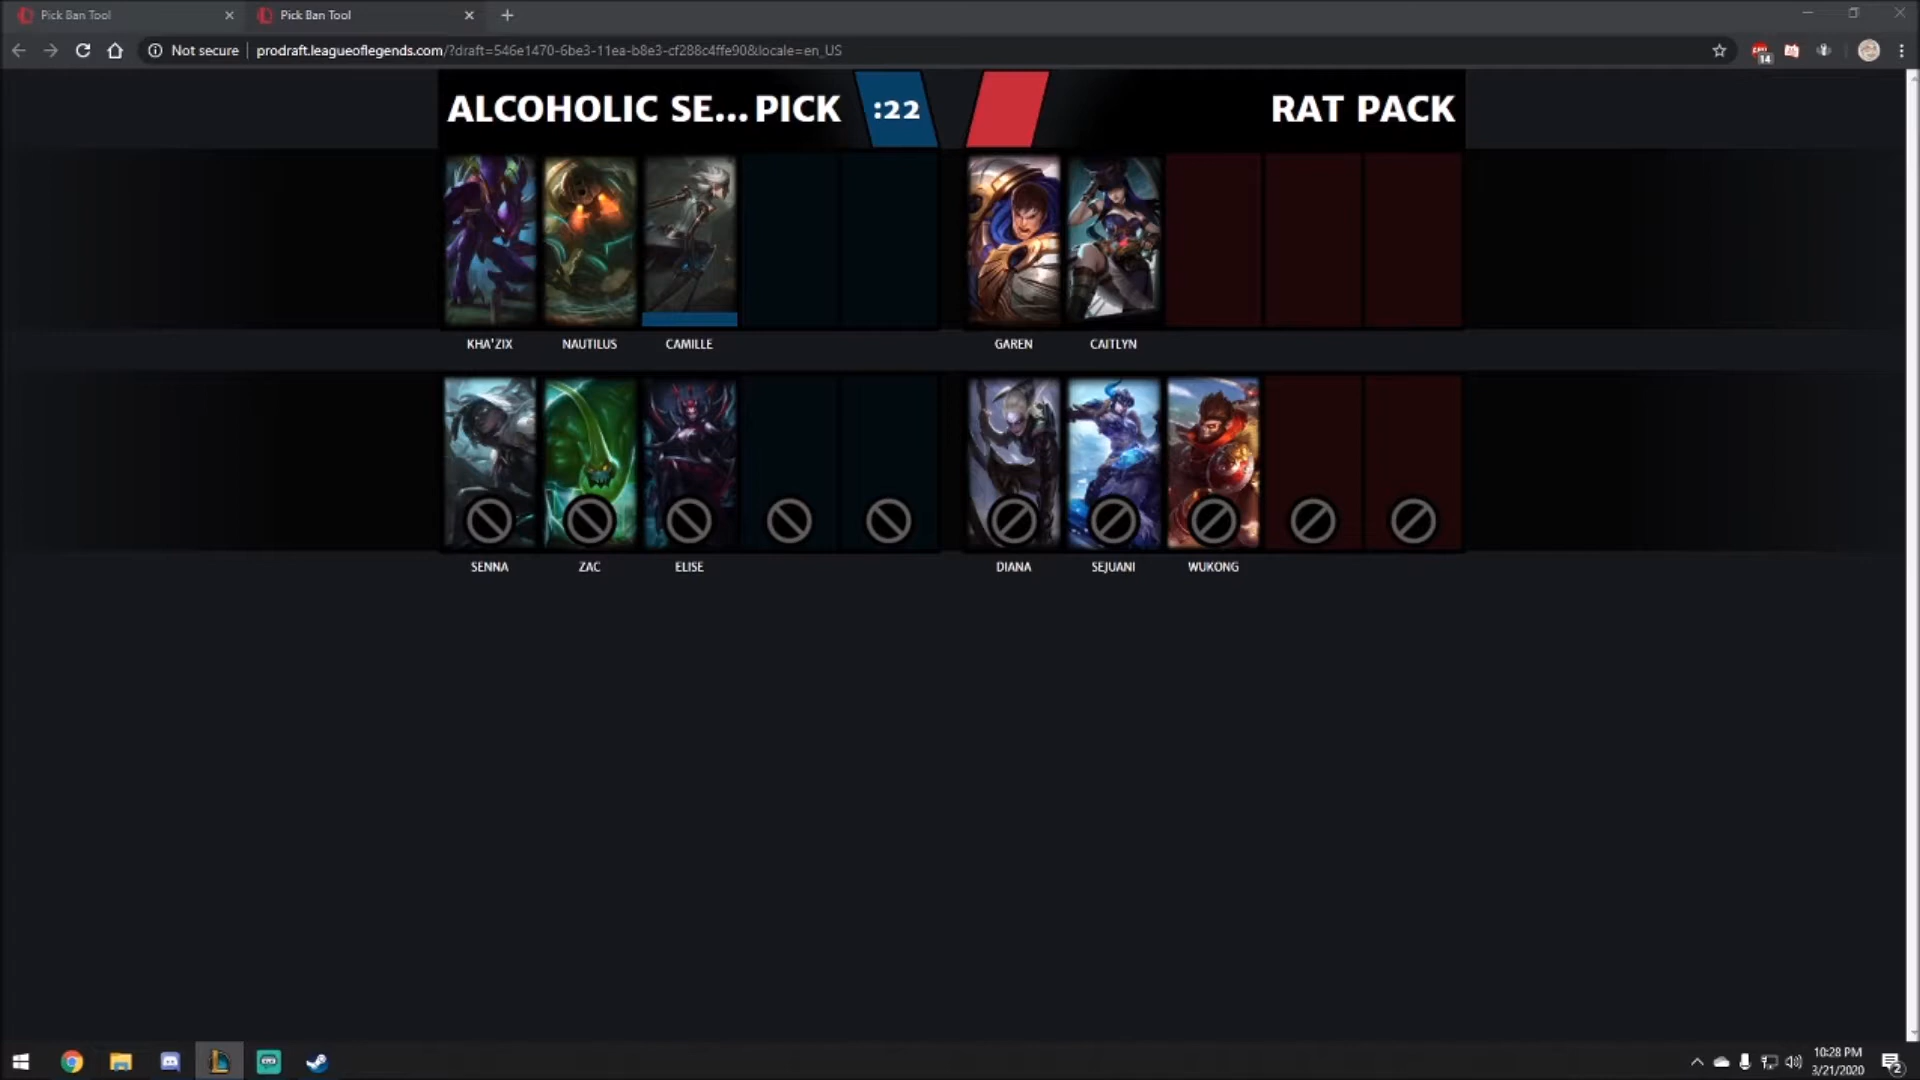 Pick Ban Tool
Pick Ban Tool
Not secure prodraft.leagueoflegends.com/?draft=546e1470-6be3-11ea-b8e3-cf288c4ffe90&locale=en_US
14
ALCOHOLIC SE... PICK :22 RAT PACK
KHA'ZIX NAUTILUS CAMILLE GAREN CAITLYN
SENNA ZAC ELISE DIANA SEJUANI WUKONG
10:28 PM
3/21/2020
2